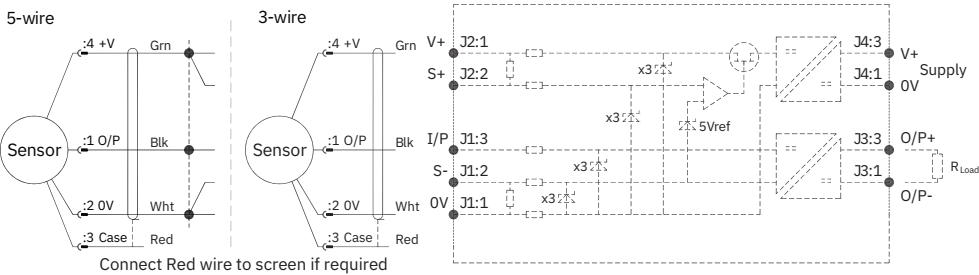 5-wire
3-wire
:4 +V Grn
:1 O/P Blk
:2 0V Wht
:3 Case Red
Sensor
:4 +V Grn
:1 O/P Blk
:2 0V Wht
:3 Case Red
Sensor
Connect Red wire to screen if required
V+ J2:1
S+ J2:2
I/P J1:3
S- J1:2
0V J1:1
x3
x3
5Vref
x3
x3
J4:3 V+
Supply
J4:1 0V
J3:3 O/P+
RLoad
J3:1 O/P-